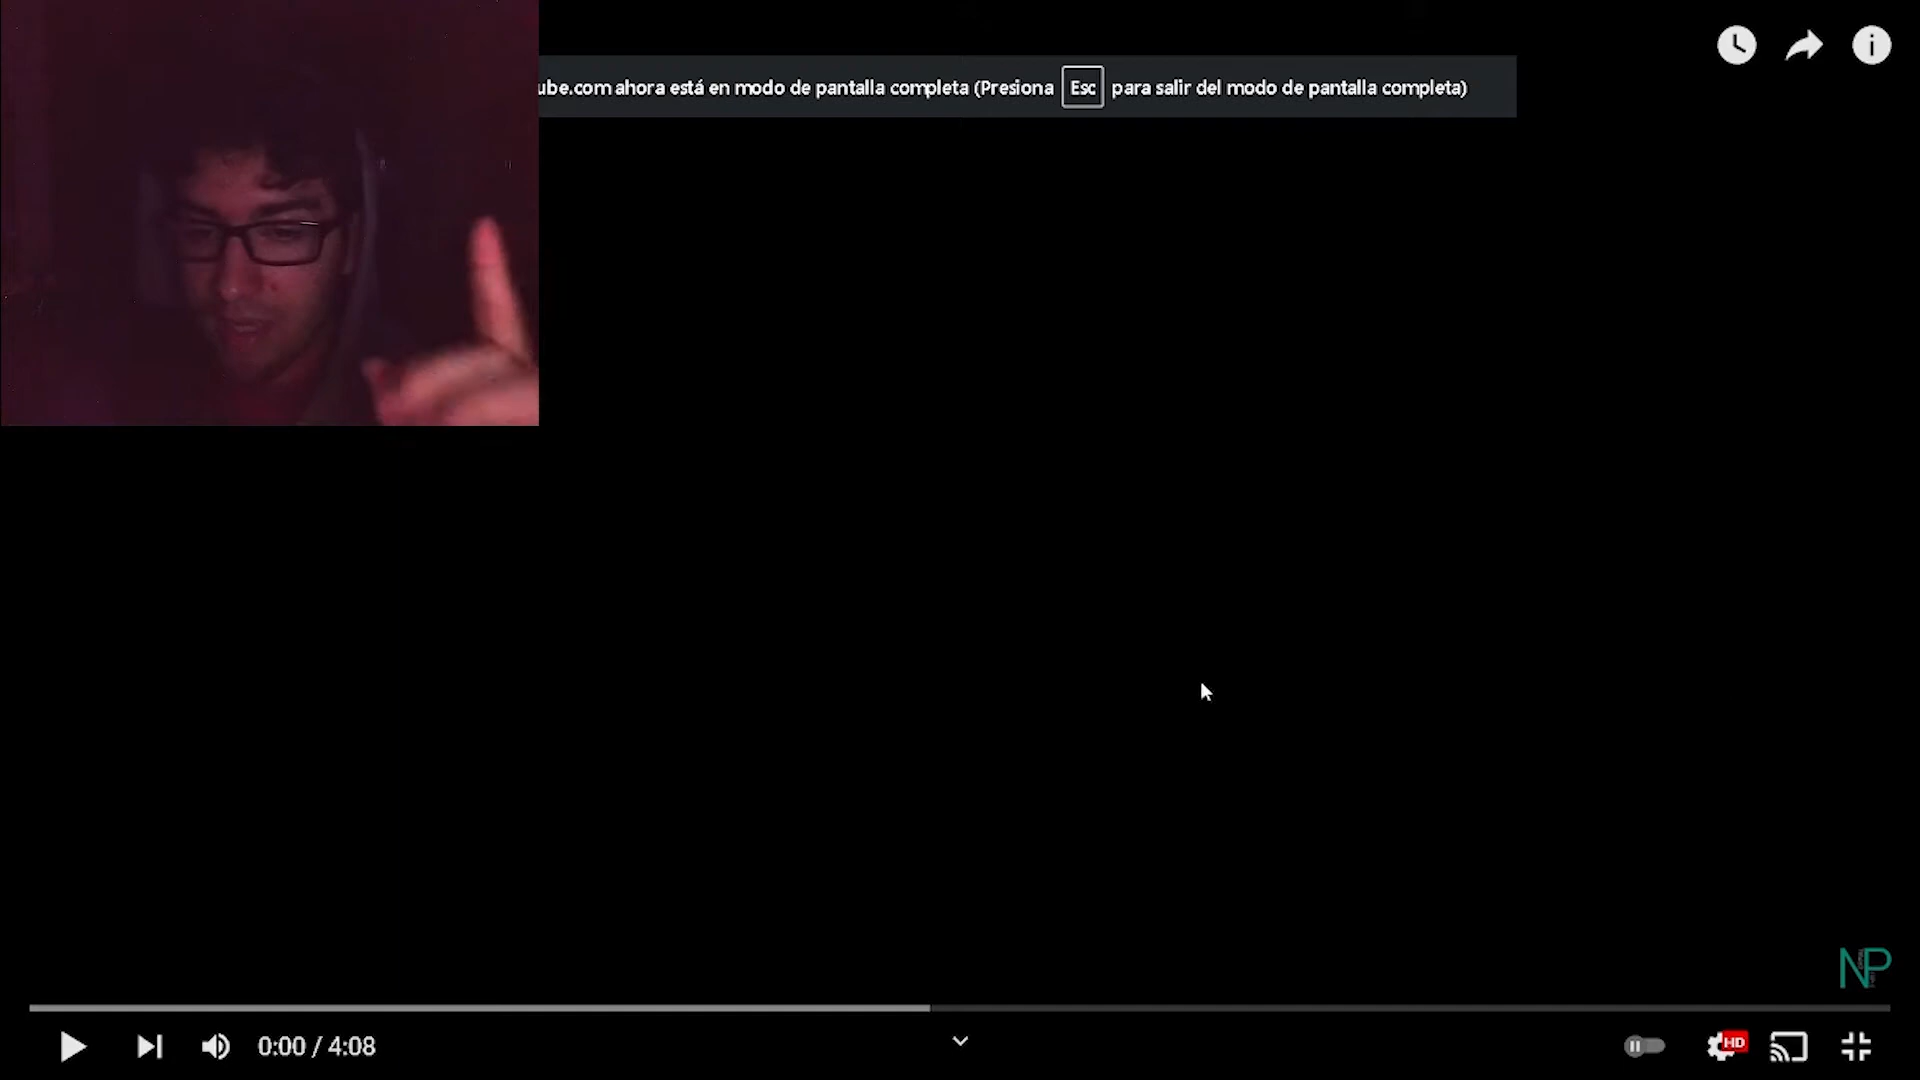 ube.com ahora está en modo de pantalla completa (Presiona Esc para salir del modo de pantalla completa)
NP
0:00 / 4:08
HD